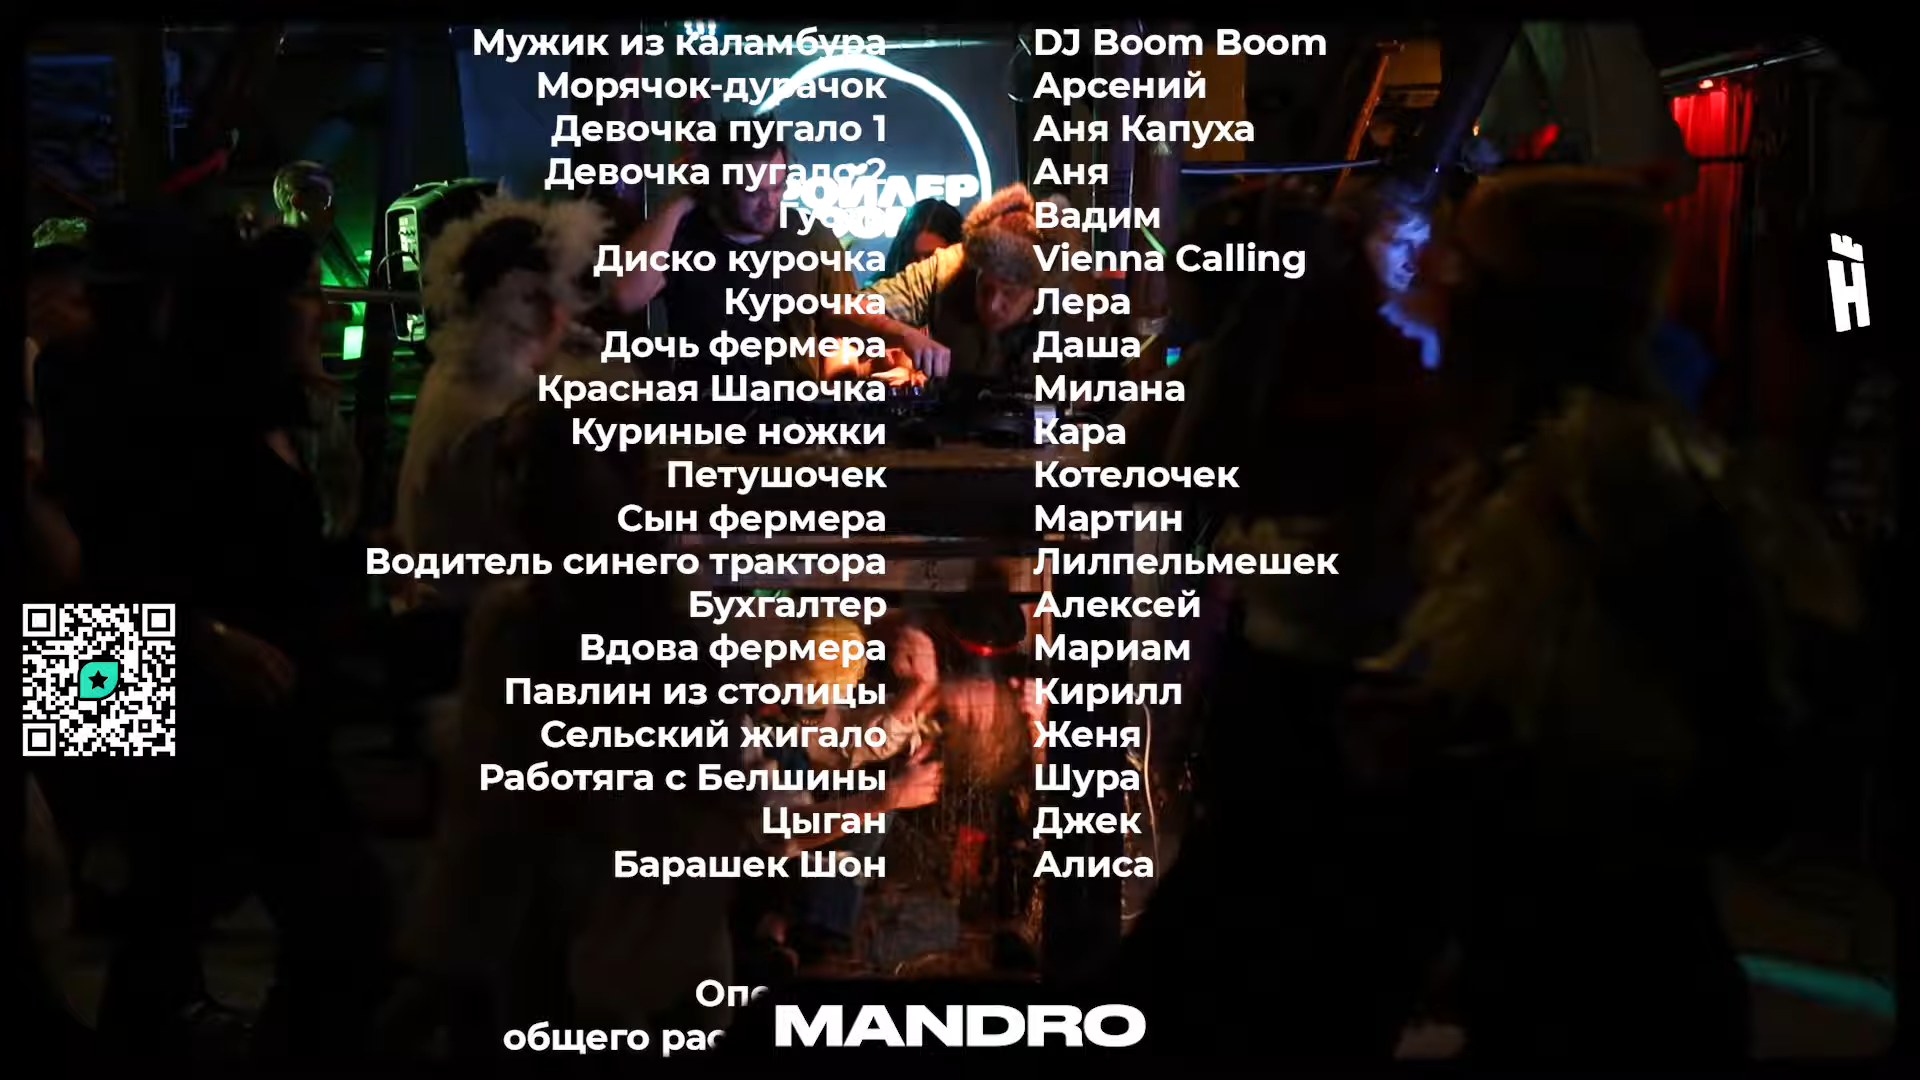 Мужик из каламбура DJ Boom Boom
Морячок-дурачок Арсений
Девочка пугало 1 Аня Капуха
Девочка пугало 2 Аня
Вадим
Диско курочка Vienna Calling
Курочка Лера
Дочь фермера Даша
Красная Шапочка Милана
Куриные ножки Кара
Петушочек Котелочек
Сын фермера Мартин
Водитель синего трактора Лилпельмешек
Бухгалтер Алексей
Вдова фермера Мариам
Павлин из столицы Кирилл
Сельский жигало Женя
Работяга с Белшины Шура
Цыган Джек
Барашек Шон Алиса
общего
MANDRO